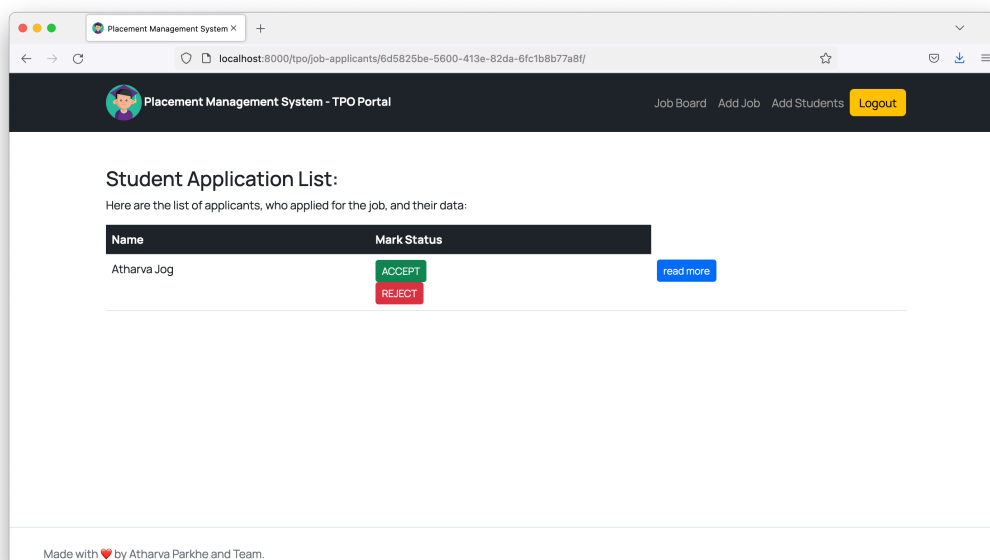 Placement Management System ×
localhost:8000/tpo/job-applicants/6d5825be-5600-413e-82da-6fc1b8b77a8f/
Placement Management System - TPO Portal
Job Board Add Job Add Students Logout
Student Application List:
Here are the list of applicants, who applied for the job, and their data:
Name Mark Status
Atharva Jog ACCEPT read more
REJECT
Made with ❤️ by Atharva Parkhe and Team.